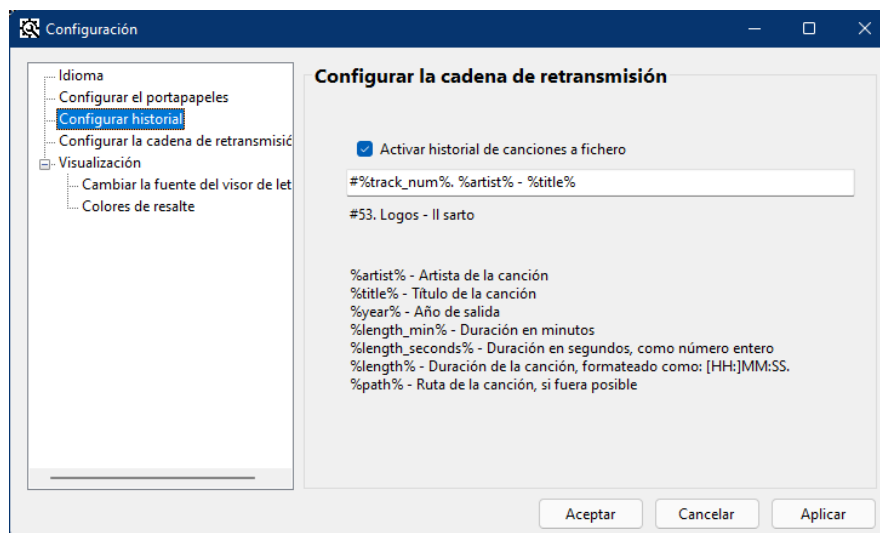 Configuración
Idioma
Configurar el portapapeles
Configurar historial
Configurar la cadena de retransmisió
Visualización
Cambiar la fuente del visor de let
Colores de resalte
Configurar la cadena de retransmisión
Activar historial de canciones a fichero
#%track_num%. %artist% - %title%
#53. Logos - Il sarto
%artist% - Artista de la canción
%title% - Título de la canción
%year% - Año de salida
%length_min% - Duración en minutos
%length_seconds% - Duración en segundos, como número entero
%length% - Duración de la canción, formateado como: [HH:]MM:SS.
%path% - Ruta de la canción, si fuera posible
Aceptar
Cancelar
Aplicar